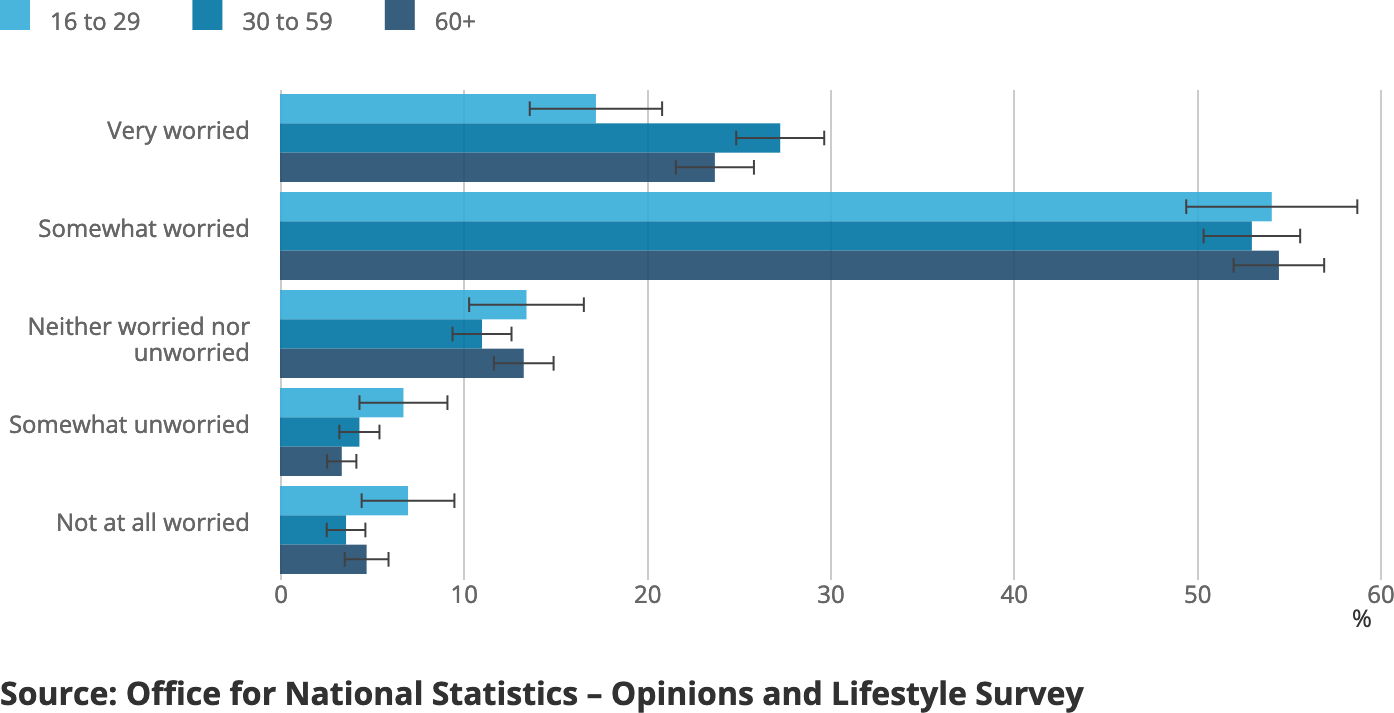 16 to 29 30 to 59 60+
Very worried
Somewhat worried
Neither worried nor
unworried
Somewhat unworried
Not at all worried
0 10 20 30 40 50 60
%
Source: Office for National Statistics – Opinions and Lifestyle Survey